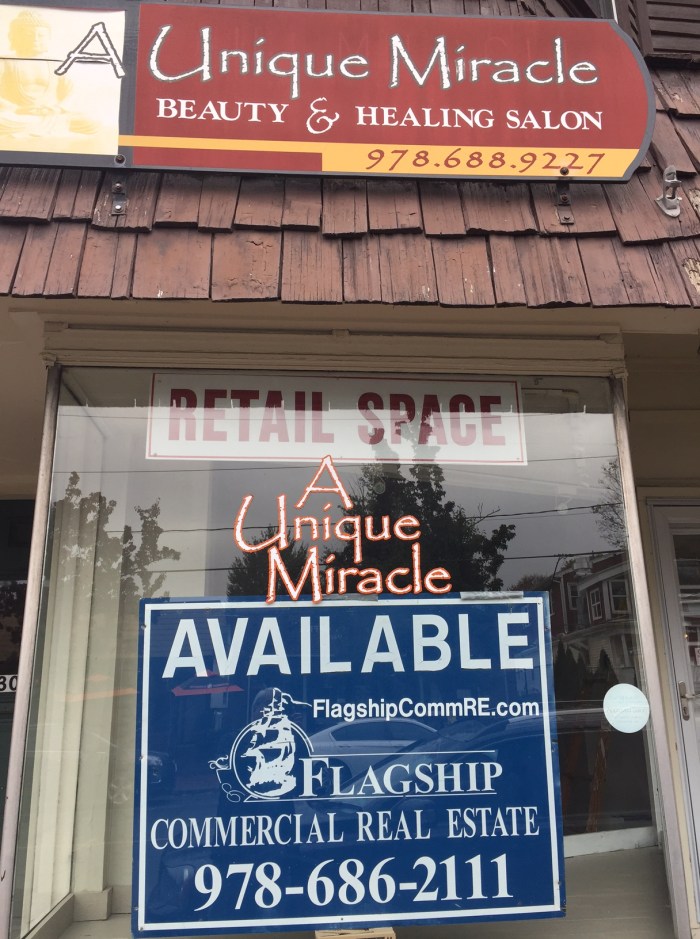 A Unique Miracle
BEAUTY & HEALING SALON
978.688.9227
RETAIL SPACE
A
Unique
Miracle
AVAILABLE
FlagshipCommRE.com
FLAGSHIP
COMMERCIAL REAL ESTATE
978-686-2111